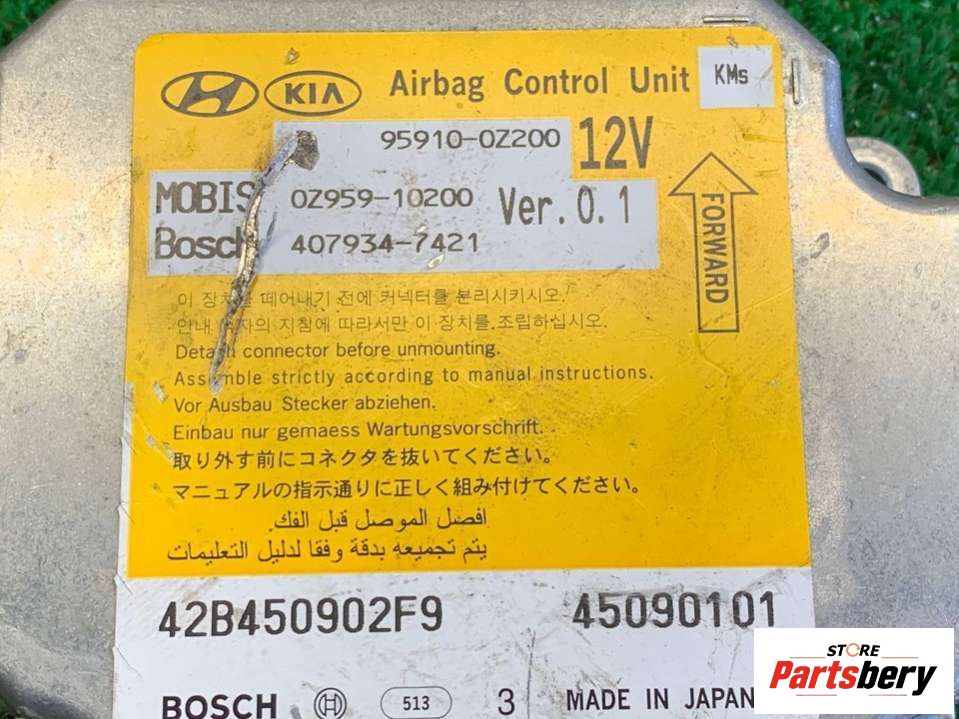 KIA Airbag Control Unit KMs
95910-0Z200 12V
MOBIS 0Z959-10200 Ver.0.1
Bosch 407934-7421
FORWARD
이 장치를 떼어내기 전에 커넥터를 분리시키시오.
안내 책자의 지침에 따라서만 이 장치를 조립하십시오.
Detach connector before unmounting.
Assemble strictly according to manual instructions.
Vor Ausbau Stecker abziehen.
Einbau nur gemaess Wartungsvorschrift.
取り外す前にコネクタを抜いてください。
マニュアルの指示通りに正しく組み付けてください。
افصل الموصل قبل الفك.
يتم تجميعه بدقة وفقا لدليل التعليمات
42B450902F9 45090101
BOSCH 513 3 MADE IN JAPAN
STORE
Partsbery